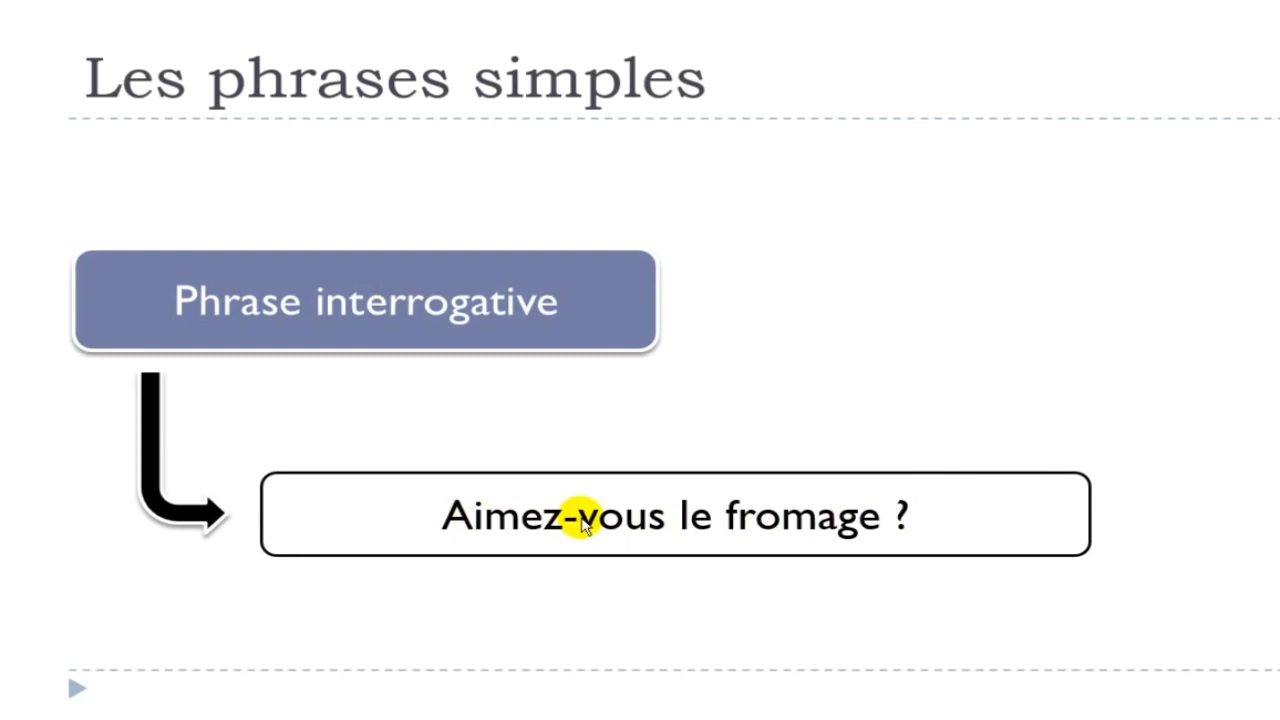 Les phrases simples
Phrase interrogative
Aimez-vous le fromage ?